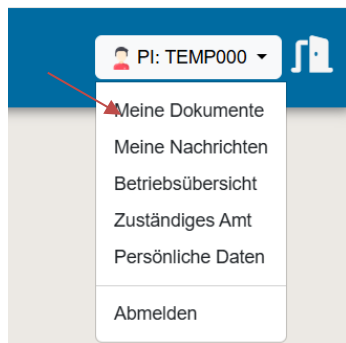 PI: TEMP000
Meine Dokumente
Meine Nachrichten
Betriebsübersicht
Zuständiges Amt
Persönliche Daten
Abmelden